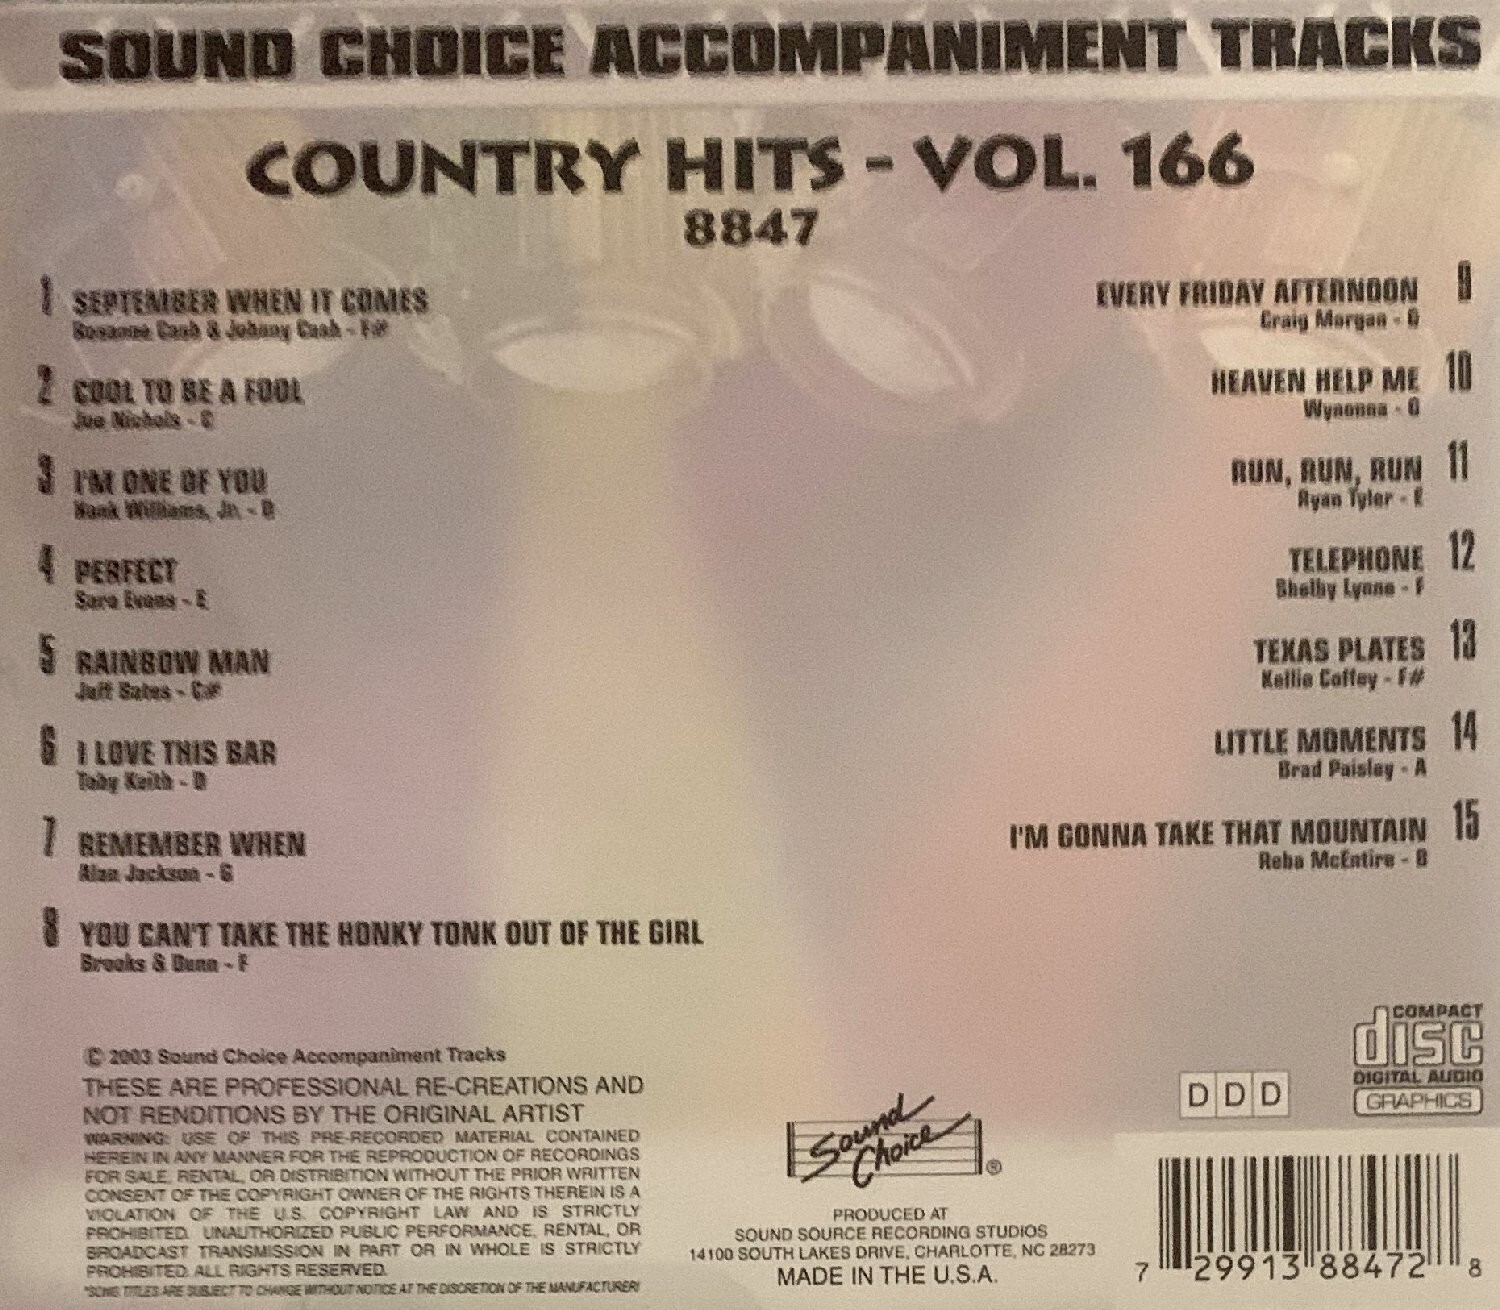 SOUND CHOICE ACCOMPANIMENT TRACKS
COUNTRY HITS - VOL. 166
8847
1 SEPTEMBER WHEN IT COMES
Rosanne Cash & Johnny Cash - F#
2 COOL TO BE A FOOL
Joe Nichols - C
3 I'M ONE OF YOU
Hank Williams, Jr. -
4 PERFECT
Sara Evans - E
5 RAINBOW MAN
Jeff Bates - C#
6 I LOVE THIS BAR
Toby Keith -
7 REMEMBER WHEN
Alan Jackson - G
8 YOU CAN'T TAKE THE HONKY TONK OUT OF THE GIRL
Brooks & Dunn - F
EVERY FRIDAY AFTERNOON 9
Craig Morgan -
HEAVEN HELP ME 10
Wynonna -
RUN, RUN, RUN 11
Ryan Tyler - E
TELEPHONE 12
Shelby Lynne - F
TEXAS PLATES 13
Kellie Coffey - F#
LITTLE MOMENTS 14
Brad Paisley - A
I'M GONNA TAKE THAT MOUNTAIN 15
Reba McEntire - B
© 2003 Sound Choice Accompaniment Tracks
THESE ARE PROFESSIONAL RE-CREATIONS AND
NOT RENDITIONS BY THE ORIGINAL ARTIST
WARNING: USE OF THIS PRE-RECORDED MATERIAL CONTAINED
HEREIN IN ANY MANNER FOR THE REPRODUCTION OF RECORDINGS
FOR SALE, RENTAL, OR DISTRIBUTION WITHOUT THE PRIOR WRITTEN
CONSENT OF THE COPYRIGHT OWNER OF THE RIGHTS THEREIN IS A
VIOLATION OF THE U.S. COPYRIGHT LAW AND IS STRICTLY
PROHIBITED. UNAUTHORIZED PUBLIC PERFORMANCE, RENTAL, OR
BROADCAST TRANSMISSION IN PART OR IN WHOLE IS STRICTLY
PROHIBITED. ALL RIGHTS RESERVED.
*SONG TITLES ARE SUBJECT TO CHANGE WITHOUT NOTICE AT THE DISCRETION OF THE MANUFACTURER!
Sound Choice ®
PRODUCED AT
SOUND SOURCE RECORDING STUDIOS
14100 SOUTH LAKES DRIVE, CHARLOTTE, NC 28273
MADE IN THE U.S.A.
D D D
COMPACT
disc
DIGITAL AUDIO
GRAPHICS
7 29913 88472 8